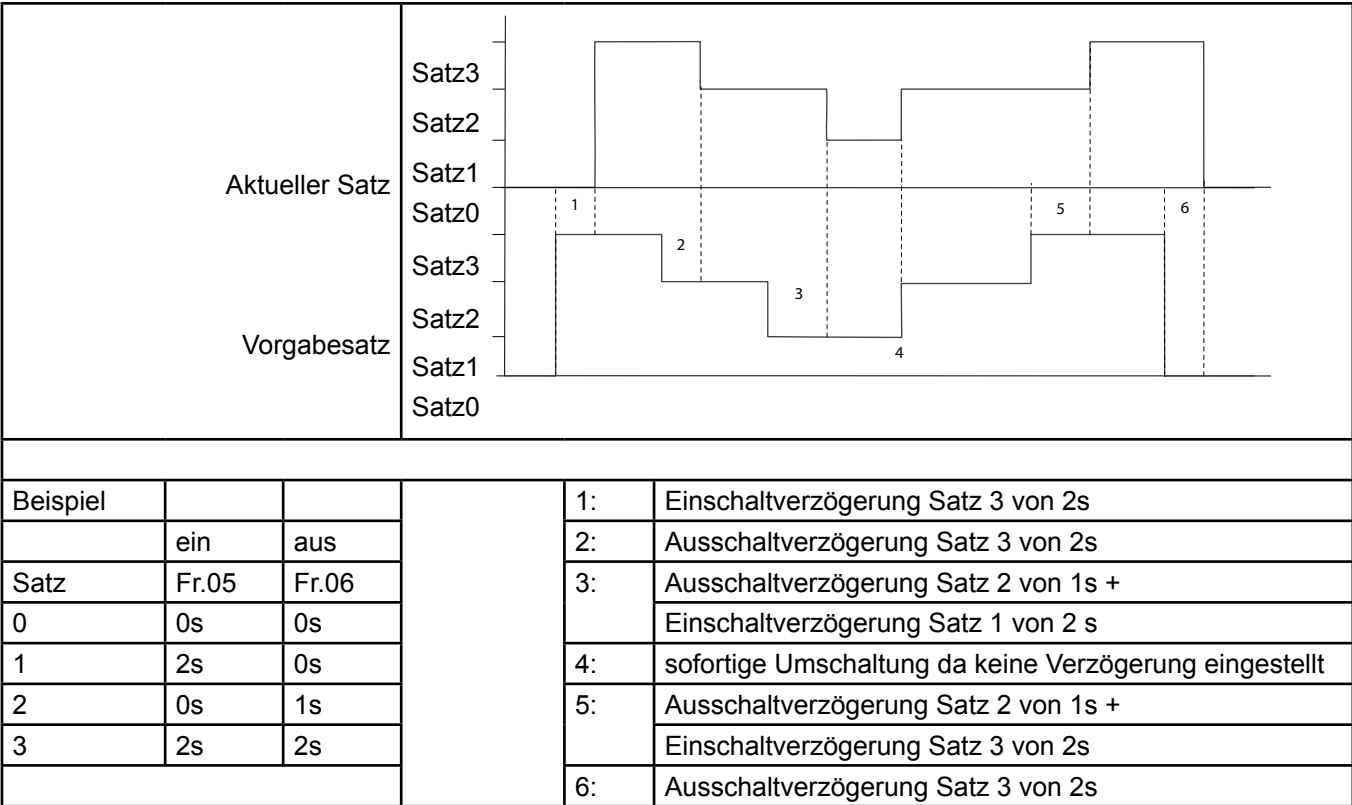 Satz3
Satz2
Aktueller Satz
Satz1
Satz0
1
5
6
2
Satz3
3
Satz2
Vorgabesatz
4
Satz1
Satz0
Beispiel
1: Einschaltverzögerung Satz 3 von 2s
ein aus
2: Ausschaltverzögerung Satz 3 von 2s
Satz Fr.05 Fr.06
3: Ausschaltverzögerung Satz 2 von 1s +
0 0s 0s
Einschaltverzögerung Satz 1 von 2 s
1 2s 0s
4: sofortige Umschaltung da keine Verzögerung eingestellt
2 0s 1s
5: Ausschaltverzögerung Satz 2 von 1s +
3 2s 2s
Einschaltverzögerung Satz 3 von 2s
6: Ausschaltverzögerung Satz 3 von 2s